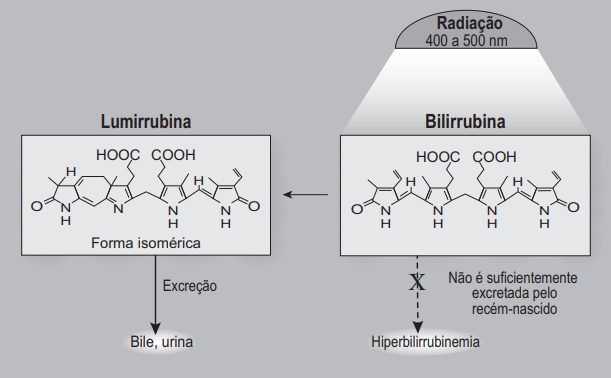 Radiação
400 a 500 nm
Lumirrubina
Bilirrubina
HOOC COOH
H
H
O
N
H
N
N
H
N
H
O
Forma isomérica
HOOC COOH
H
H
O
N
H
N
H
N
H
N
H
O
Excreção
X
Não é suficientemente
excretada pelo
recém-nascido
Bile, urina
Hiperbilirrubinemia